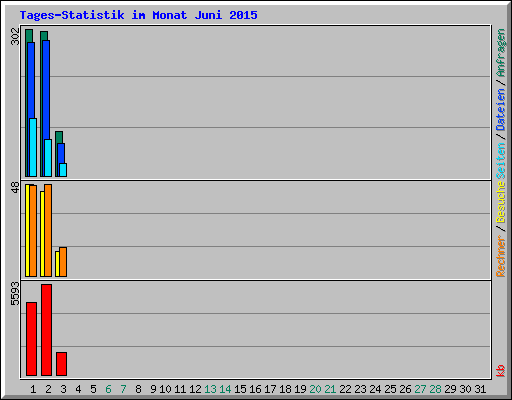 Tages-Statistik im Monat Juni 2015
302
48
5593
Rechner / Besuche Seiten / Dateien / Anfragen
kb
1 2 3 4 5 6 7 8 9 10 11 12 13 14 15 16 17 18 19 20 21 22 23 24 25 26 27 28 29 30 31